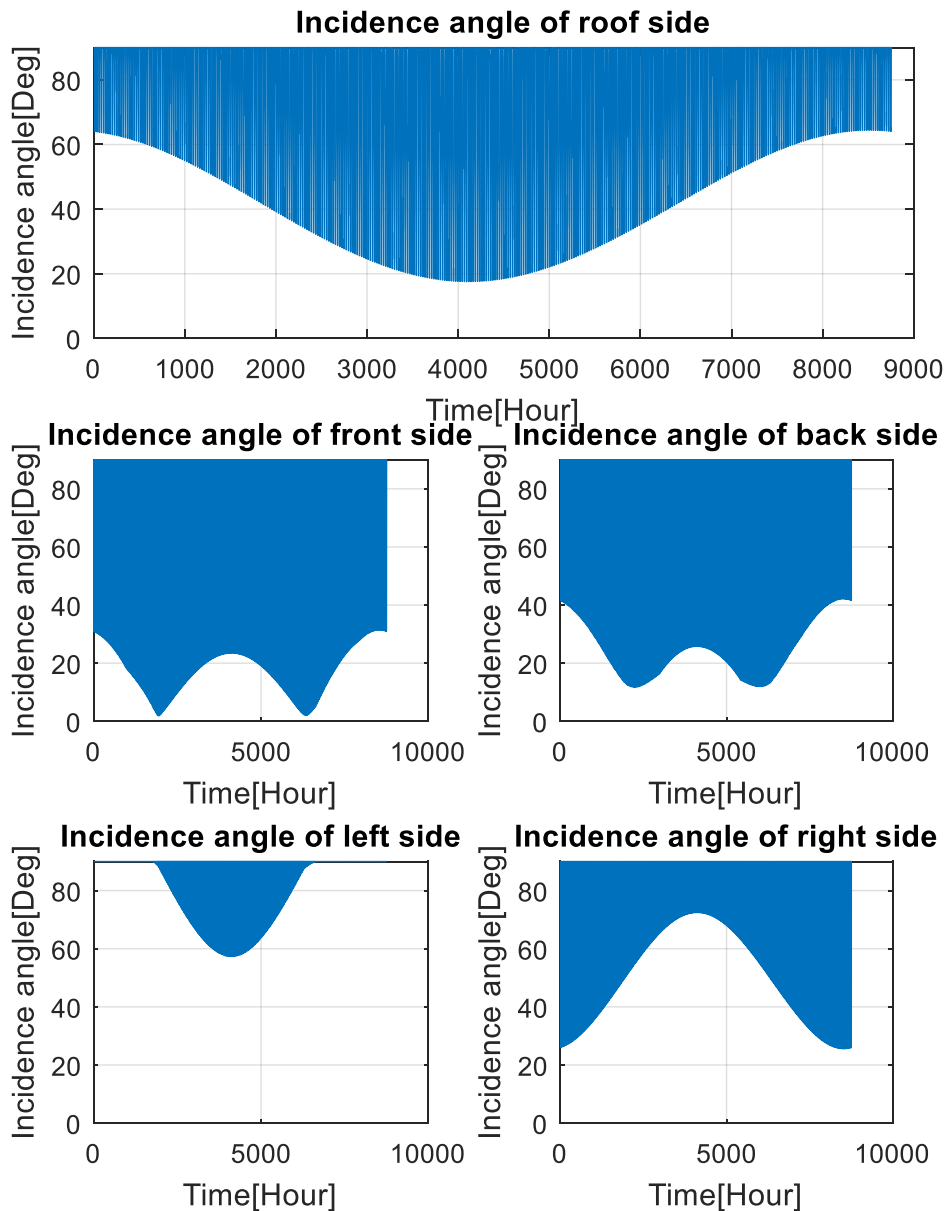 Incidence angle of roof side
Incidence angle[Deg]
80
60
40
20
0
0 1000 2000 3000 4000 5000 6000 7000 8000 9000
Time[Hour]
Incidence angle of front side
Incidence angle[Deg]
80
60
40
20
0
0 5000 10000
Time[Hour]
Incidence angle of back side
Incidence angle[Deg]
80
60
40
20
0
0 5000 10000
Time[Hour]
Incidence angle of left side
Incidence angle[Deg]
80
60
40
20
0
0 5000 10000
Time[Hour]
Incidence angle of right side
Incidence angle[Deg]
80
60
40
20
0
0 5000 10000
Time[Hour]